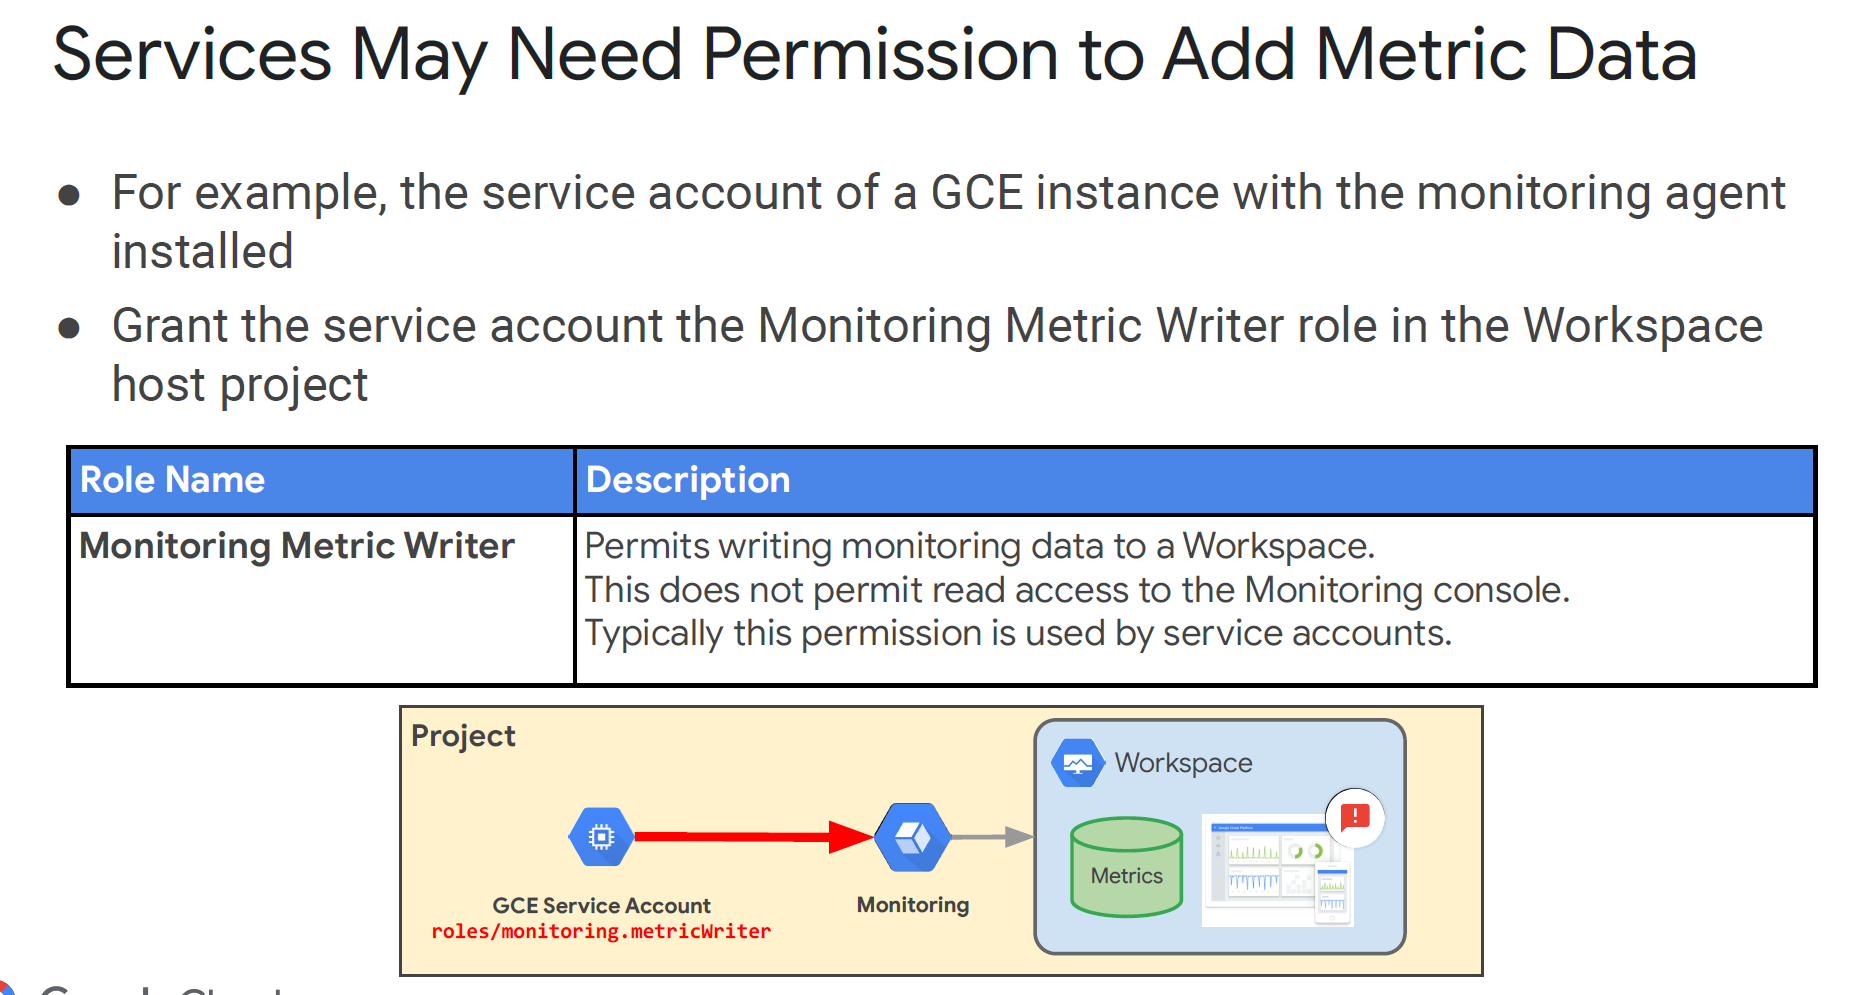 Services May Need Permission to Add Metric Data
● For example, the service account of a GCE instance with the monitoring agent
installed
● Grant the service account the Monitoring Metric Writer role in the Workspace
host project
Role Name
Description
Monitoring Metric Writer
Permits writing monitoring data to a Workspace.
This does not permit read access to the Monitoring console.
Typically this permission is used by service accounts.
Project
Workspace
Metrics
GCE Service Account
roles/monitoring.metricWriter
Monitoring